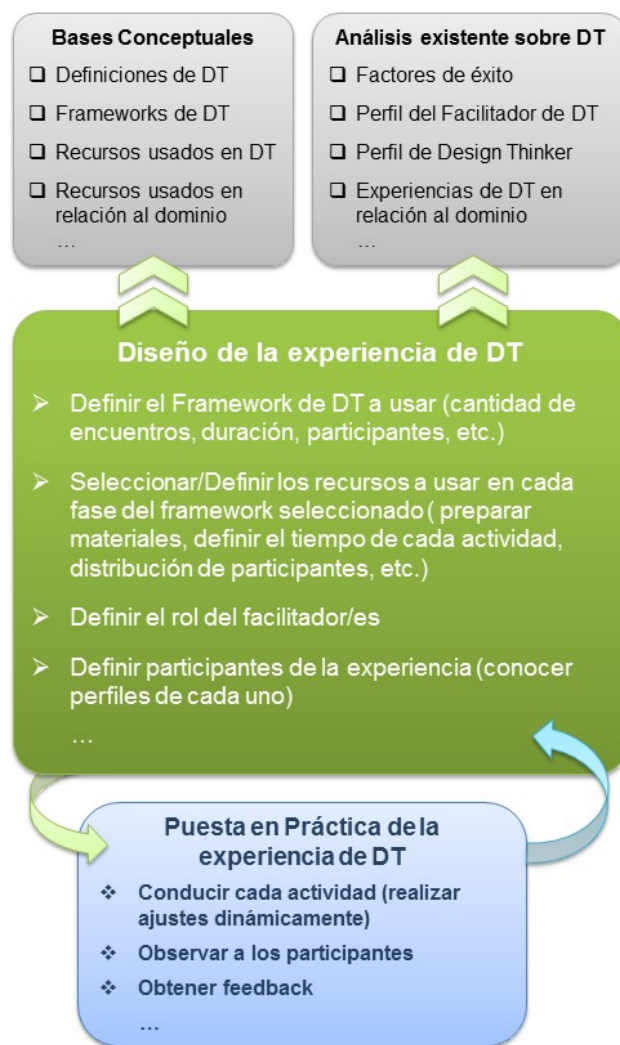 Bases Conceptuales
❑ Definiciones de DT
❑ Frameworks de DT
❑ Recursos usados en DT
❑ Recursos usados en
relación al dominio
…
Análisis existente sobre DT
❑ Factores de éxito
❑ Perfil del Facilitador de DT
❑ Perfil de Design Thinker
❑ Experiencias de DT en
relación al dominio
…
Diseño de la experiencia de DT
➢ Definir el Framework de DT a usar (cantidad de
encuentros, duración, participantes, etc.)
➢ Seleccionar/Definir los recursos a usar en cada
fase del framework seleccionado ( preparar
materiales, definir el tiempo de cada actividad,
distribución de participantes, etc.)
➢ Definir el rol del facilitador/es
➢ Definir participantes de la experiencia (conocer
perfiles de cada uno)
…
Puesta en Práctica de la
experiencia de DT
❖ Conducir cada actividad (realizar
ajustes dinámicamente)
❖ Observar a los participantes
❖ Obtener feedback
…